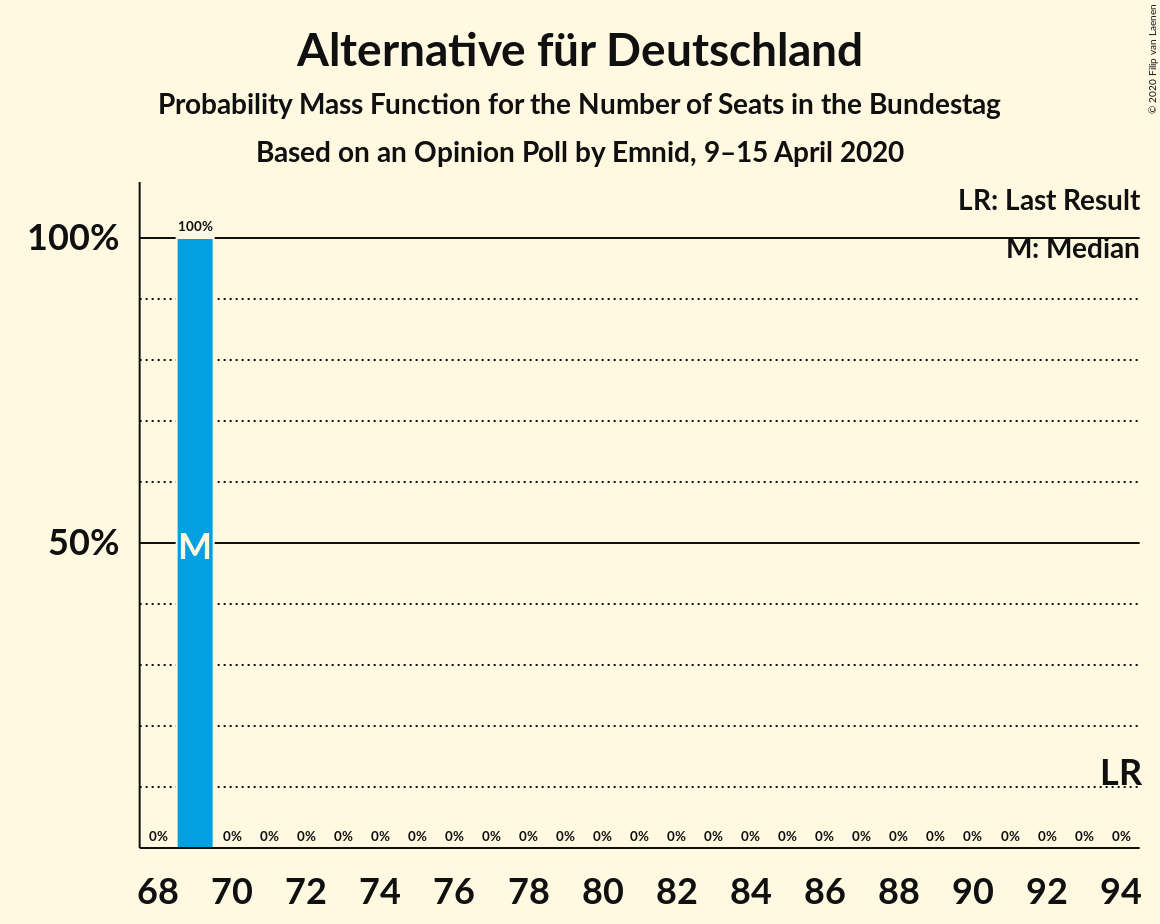 Alternative für Deutschland
Probability Mass Function for the Number of Seats in the Bundestag
Based on an Opinion Poll by Emnid, 9–15 April 2020
© 2020 Filip van Laenen
LR: Last Result
M: Median
100%
100%
50%
M
LR
0% 0% 0% 0% 0% 0% 0% 0% 0% 0% 0% 0% 0% 0% 0% 0% 0% 0% 0% 0% 0% 0% 0% 0% 0% 0%
68 70 72 74 76 78 80 82 84 86 88 90 92 94